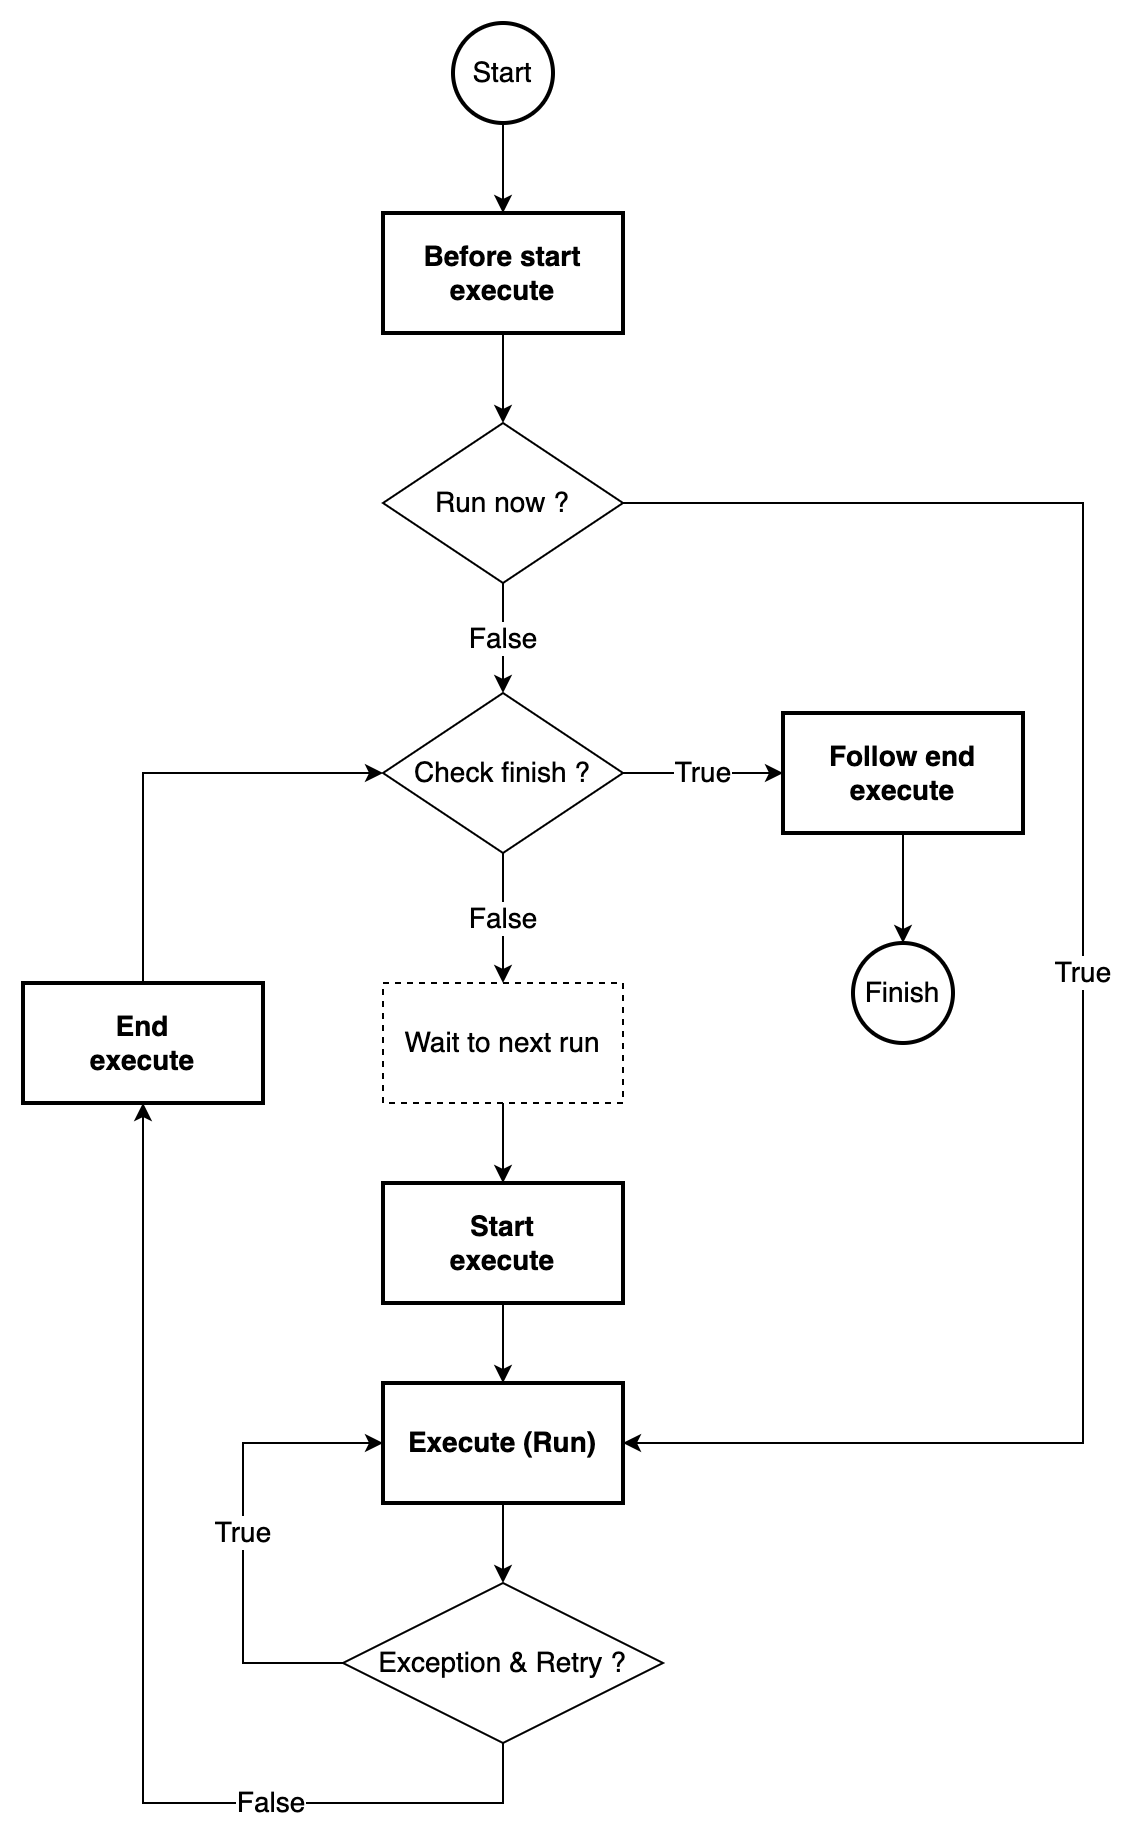 Start
Before start
execute
Run now ?
False
Check finish ?
True
Follow end
execute
False
Finish
True
End
execute
Wait to next run
Start
execute
Execute (Run)
True
Exception & Retry ?
False